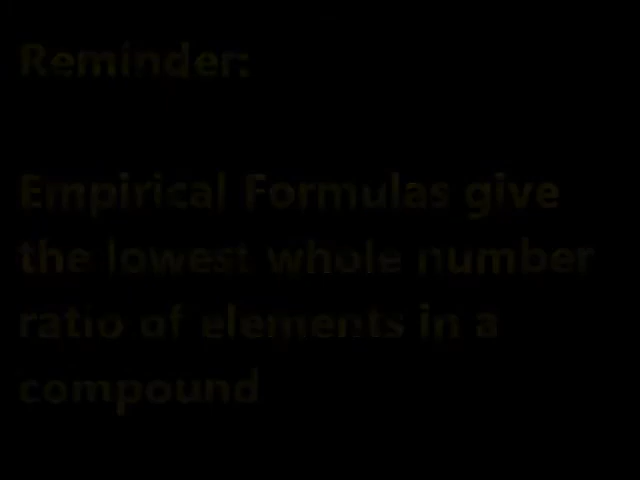 Reminder:
Empirical Formulas give
the lowest whole number
ratio of elements in a
compound